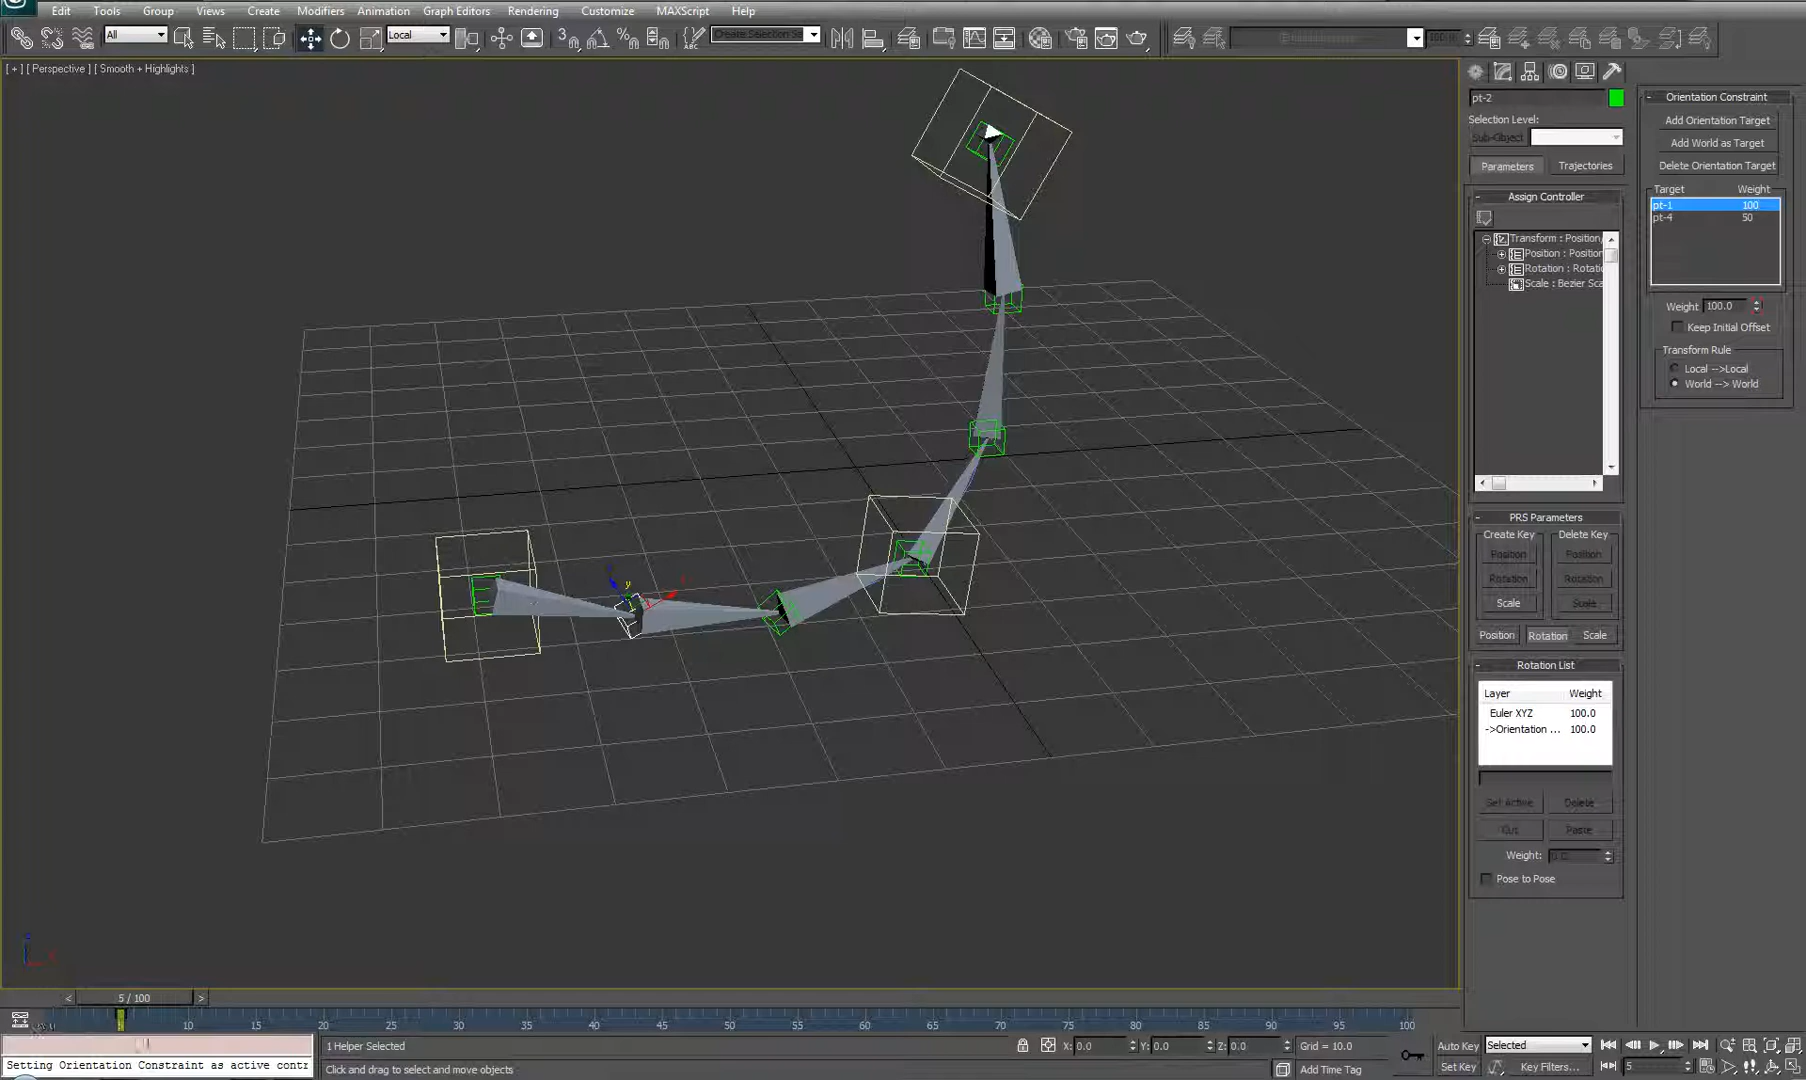 Edit Tools Group Views Create Modifiers Animation Graph Editors Rendering Customize MAXScript Help
All Local
[ + ] [ Perspective ] [ Smooth + Highlights ]
pt-2
Selection Level:
Sub-Object
Parameters Trajectories
- Assign Controller
Transform : Position,
Position : Position
Rotation : Rotatio
Scale : Bezier Sca
- PRS Parameters
Create Key Delete Key
Position Position
Rotation Rotation
Scale Scale
Position Rotation Scale
- Rotation List
Layer Weight
Euler XYZ 100.0
->Orientation ... 100.0
Set Active Delete
Cut Paste
Weight:
Pose to Pose
- Orientation Constraint
Add Orientation Target
Add World as Target
Delete Orientation Target
Target Weight
pt-1 100
pt-4 50
Weight 100.0
Keep Initial Offset
Transform Rule
Local -->Local
World --> World
y
z
< 5 / 100 >
10 15 20 25 30 35 40 45 50 55 60 65 70 75 80 85 90 95 100
1 Helper Selected X: 0.0 Y: 0.0 Z: 0.0 Grid = 10.0 Auto Key Selected
Setting Orientation Constraint as active contr
Click and drag to select and move objects Add Time Tag Set Key Key Filters... 5